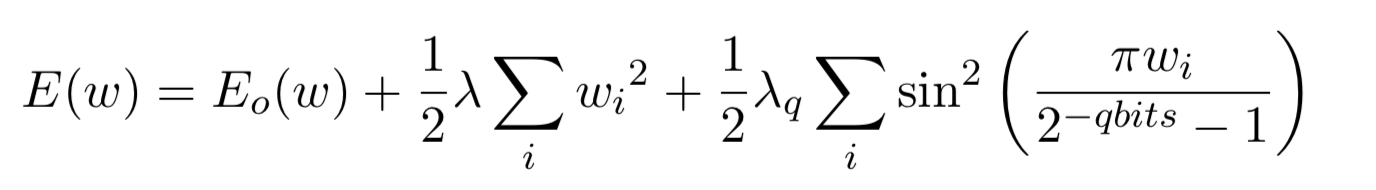 E(w) = E_o(w) + \frac{1}{2}\lambda \sum_i {w_i}^2 + \frac{1}{2}\lambda_q \sum_i \sin^2\left(\frac{\pi w_i}{2^{-qbits} - 1}\right)